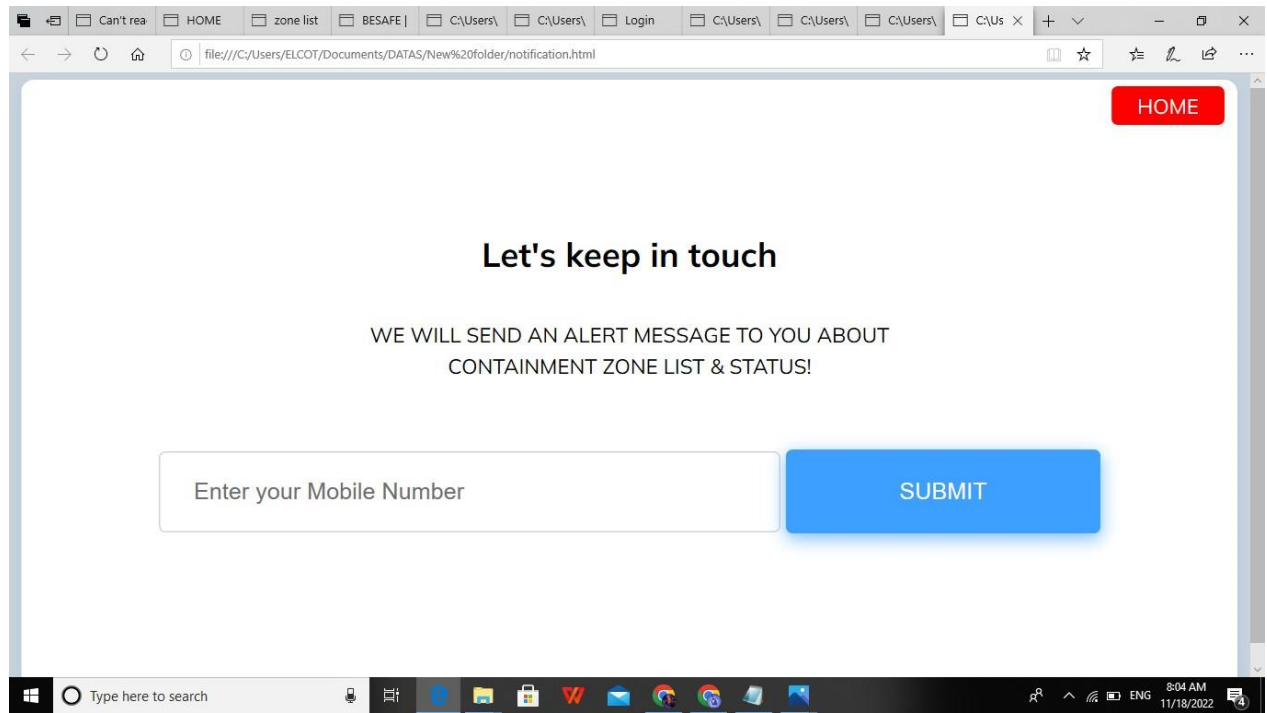 Can't rea
HOME
zone list
BESAFE |
C:\Users\
C:\Users\
Login
C:\Users\
C:\Users\
C:\Users\
C:\Us
file:///C:/Users/ELCOT/Documents/DATAS/New%20folder/notification.html
HOME
Let's keep in touch
WE WILL SEND AN ALERT MESSAGE TO YOU ABOUT
CONTAINMENT ZONE LIST & STATUS!
Enter your Mobile Number
SUBMIT
Type here to search
ENG
8:04 AM
11/18/2022
4